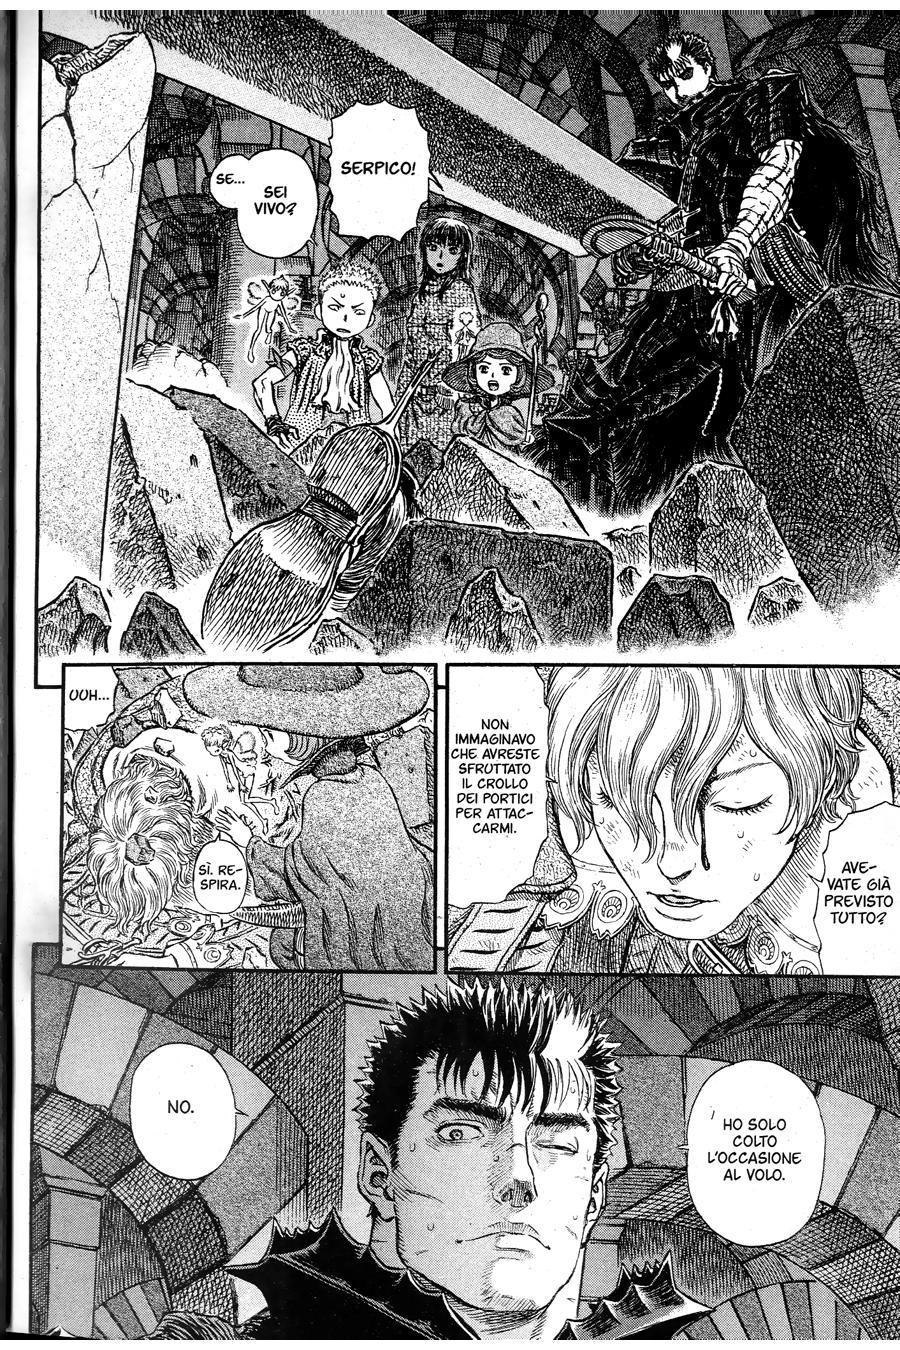 SE...
SEI
VIVO?
SERPICO!
UUH...
SÌ. RE-
SPIRA.
NON
IMMAGINAVO
CHE AVRESTE
SFRUTTATO
IL CROLLO
DEI PORTICI
PER ATTAC-
CARMI.
AVE-
VATE GIÀ
PREVISTO
TUTTO?
NO.
HO SOLO
COLTO
L'OCCASIONE
AL VOLO.